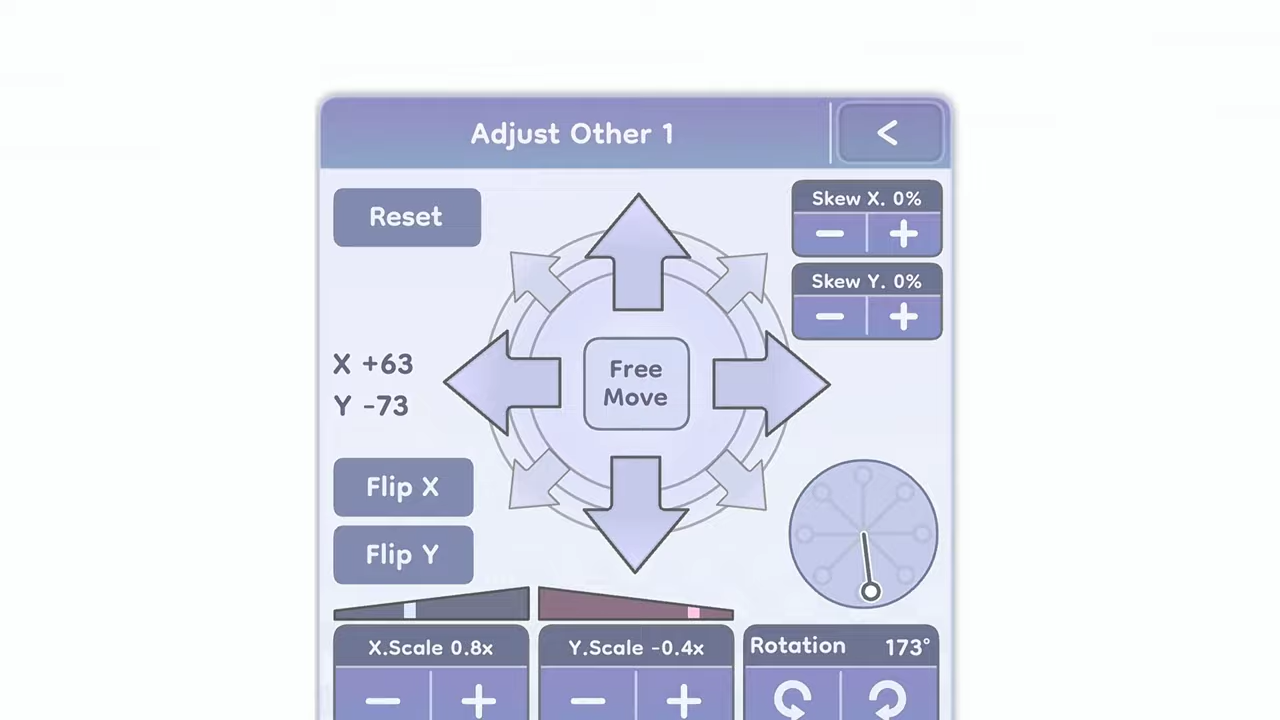 Adjust Other 1
<
Reset
Skew X. 0%
− +
Skew Y. 0%
− +
X +63
Y -73
Free
Move
Flip X
Flip Y
X.Scale 0.8x
− +
Y.Scale -0.4x
− +
Rotation 173°